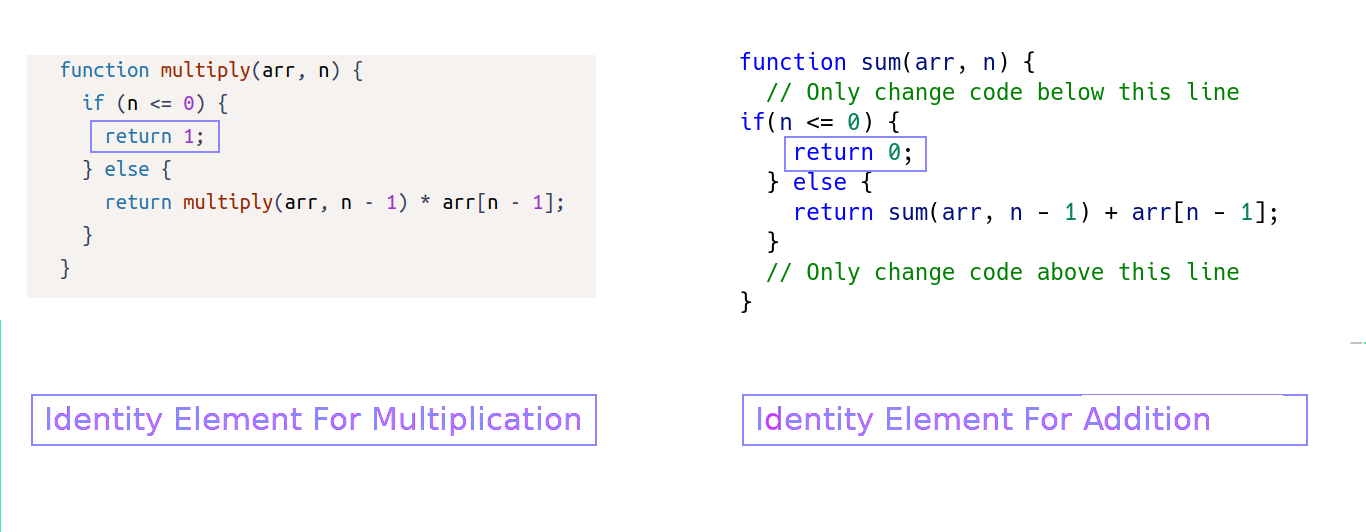 function multiply(arr, n) {
  if (n <= 0) {
    return 1;
  } else {
    return multiply(arr, n - 1) * arr[n - 1];
  }
}
Identity Element For Multiplication
function sum(arr, n) {
  // Only change code below this line
if(n <= 0) {
    return 0;
  } else {
    return sum(arr, n - 1) + arr[n - 1];
  }
  // Only change code above this line
}
Identity Element For Addition